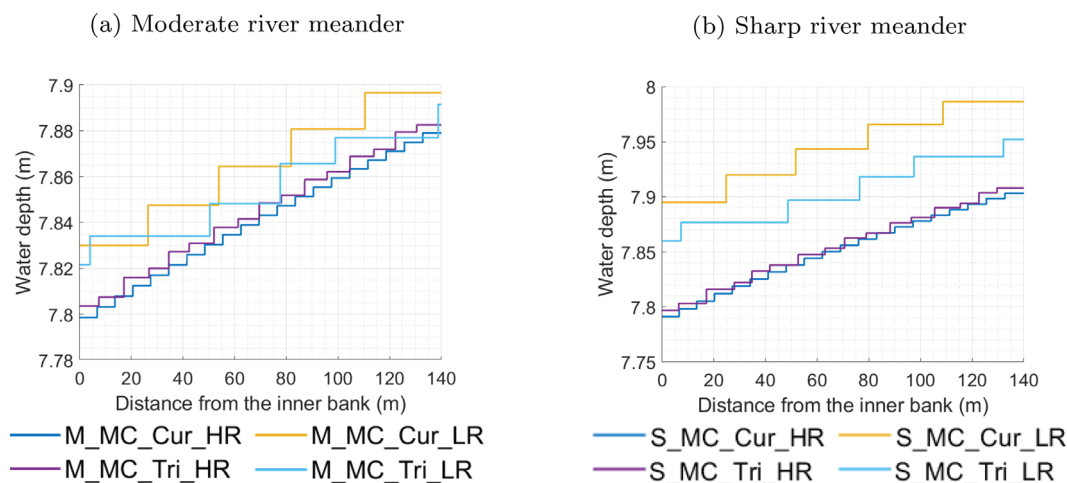 (a) Moderate river meander
(b) Sharp river meander
7.9
7.88
7.86
7.84
7.82
7.8
7.78
Water depth (m)
0 20 40 60 80 100 120 140
Distance from the inner bank (m)
M_MC_Cur_HR M_MC_Cur_LR
M_MC_Tri_HR M_MC_Tri_LR
8
7.95
7.9
7.85
7.8
7.75
Water depth (m)
0 20 40 60 80 100 120 140
Distance from the inner bank (m)
S_MC_Cur_HR S_MC_Cur_LR
S_MC_Tri_HR S_MC_Tri_LR